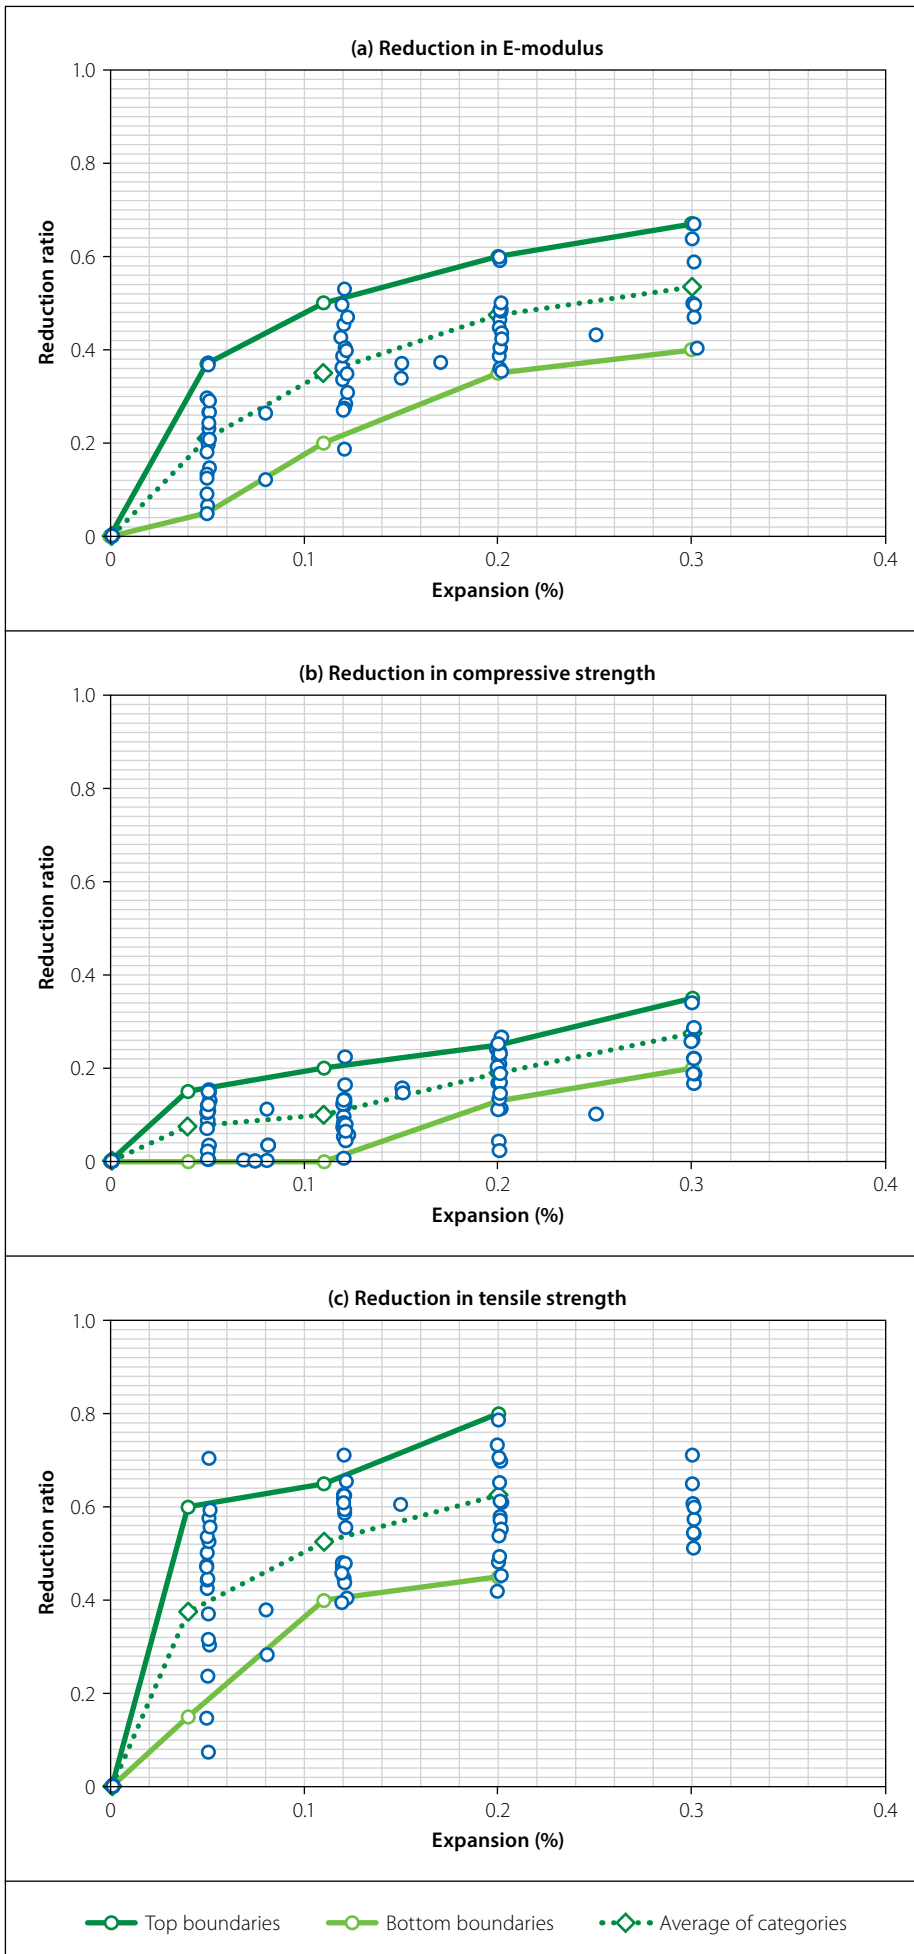 (a) Reduction in E-modulus
1.0
0.8
0.6
0.4
0.2
0
Reduction ratio
0 0.1 0.2 0.3 0.4
Expansion (%)
(b) Reduction in compressive strength
1.0
0.8
0.6
0.4
0.2
0
Reduction ratio
0 0.1 0.2 0.3 0.4
Expansion (%)
(c) Reduction in tensile strength
1.0
0.8
0.6
0.4
0.2
0
Reduction ratio
0 0.1 0.2 0.3 0.4
Expansion (%)
Top boundaries Bottom boundaries Average of categories